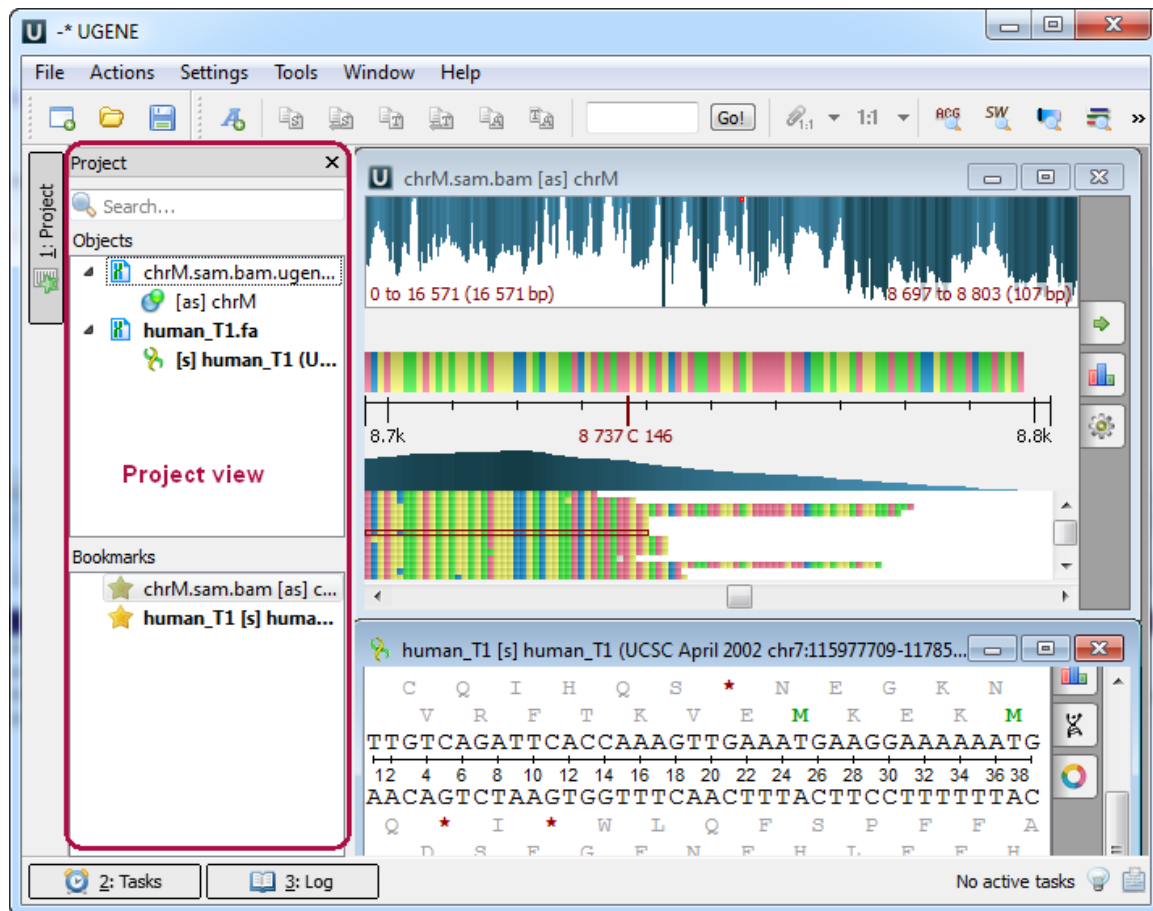 -* UGENE
File Actions Settings Tools Window Help
Go! 1:1 1:1 ACG SW »
1: Project
Project
Search...
Objects
chrM.sam.bam.ugen...
[as] chrM
human_T1.fa
[s] human_T1 (U...
Project view
Bookmarks
chrM.sam.bam [as] c...
human_T1 [s] huma...
chrM.sam.bam [as] chrM
0 to 16 571 (16 571 bp)
8 697 to 8 803 (107 bp)
8.7k 8 737 C 146 8.8k
human_T1 [s] human_T1 (UCSC April 2002 chr7:115977709-11785...
C Q I H Q S * N E G K N
V R F T K V E M K E K M
TTGTCAGATTCACCAAAGTTGAAATGAAGGAAAAAATG
1 2 4 6 8 10 12 14 16 18 20 22 24 26 28 30 32 34 36 38
AACAGTCTAAGTGGTTTCAACTTTACTTCCTTTTTTAC
Q * I * W L Q F S P F F A
D S F G F N F H L F F H
2: Tasks
3: Log
No active tasks